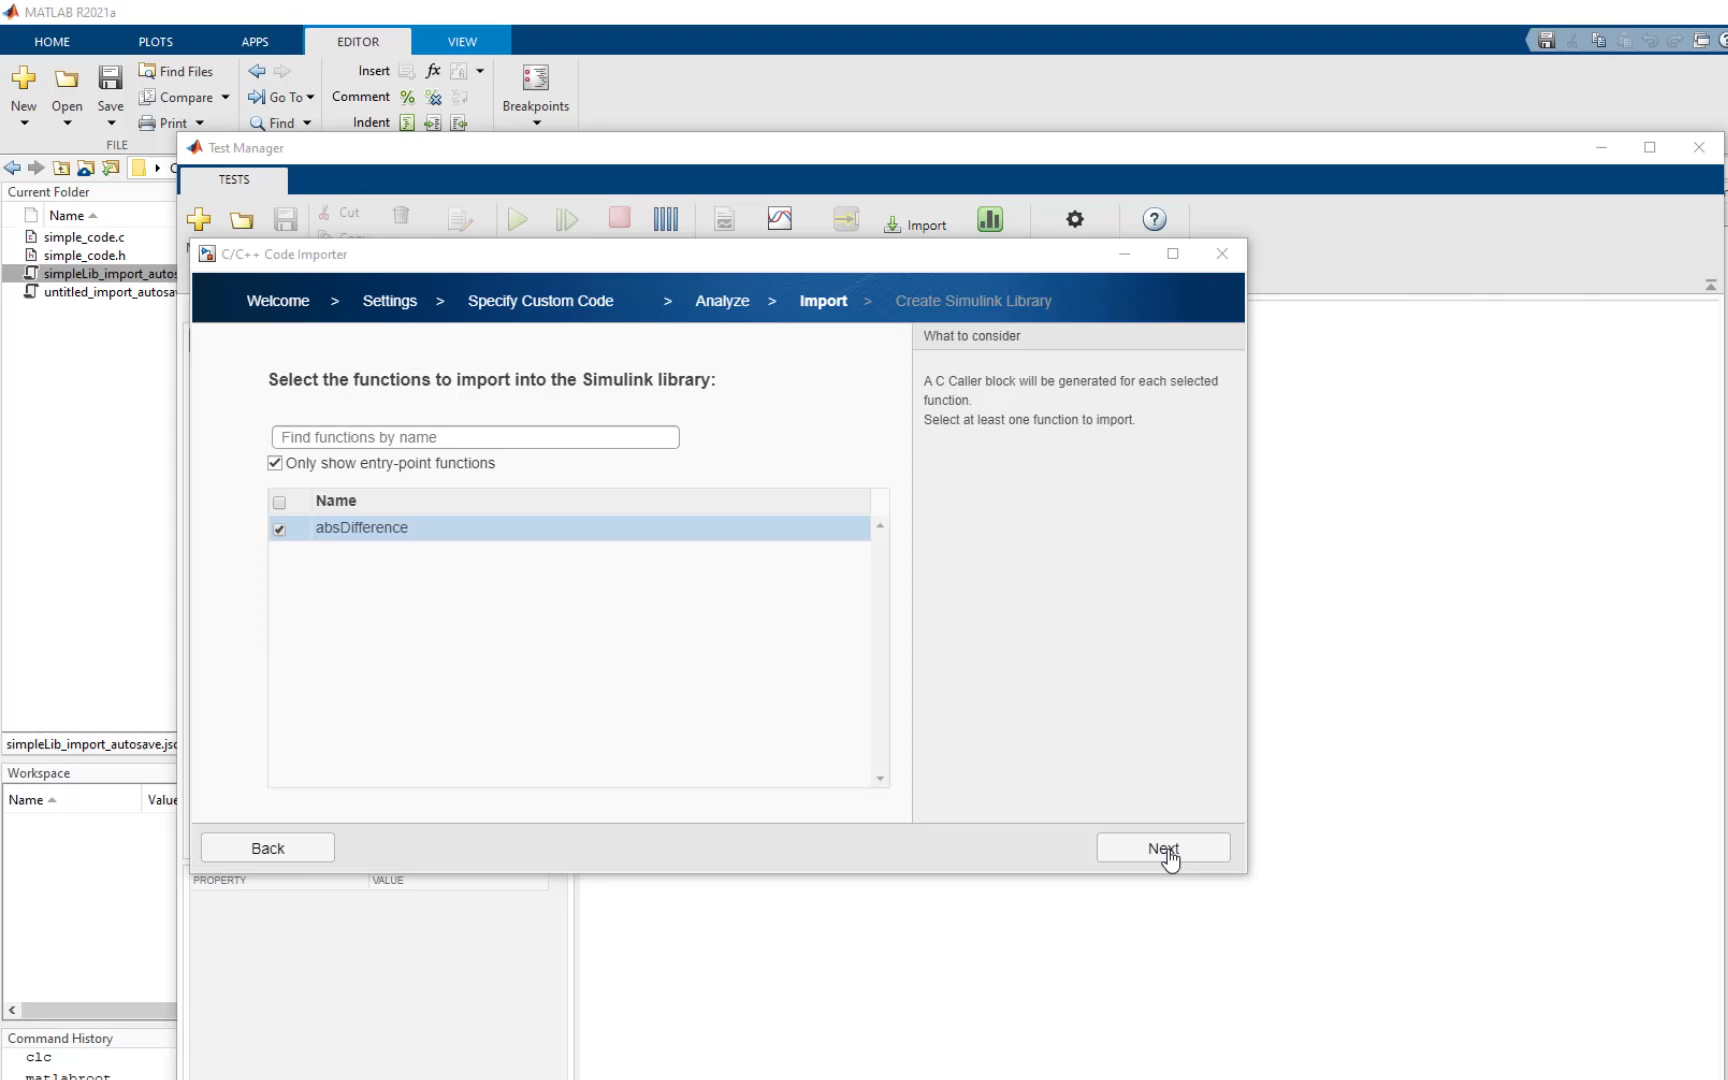 MATLAB R2021a
HOME PLOTS APPS EDITOR VIEW
Find Files Insert
Compare Go To Comment
New Open Save Breakpoints
Print Find Indent
FILE
Test Manager
TESTS
Current Folder
Name
simple_code.c
simple_code.h
simpleLib_import_autos
untitled_import_autosa
Cut
Import
C/C++ Code Importer
Welcome > Settings > Specify Custom Code > Analyze > Import > Create Simulink Library
What to consider
Select the functions to import into the Simulink library:
A C Caller block will be generated for each selected
function.
Select at least one function to import.
Find functions by name
Only show entry-point functions
Name
absDifference
Back Next
PROPERTY VALUE
simpleLib_import_autosave.jsc
Workspace
Name Value
Command History
clc
matlabroot